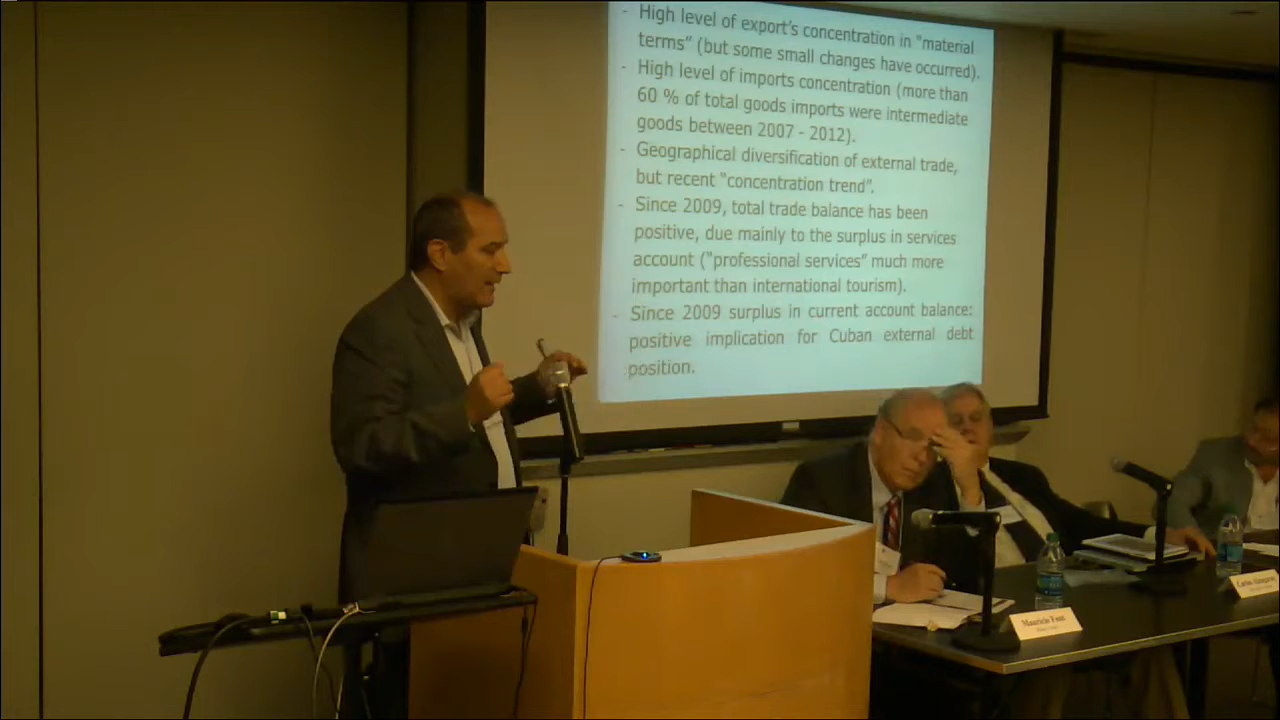 - High level of export's concentration in "material
terms" (but some small changes have occurred).
- High level of imports concentration (more than
60 % of total goods imports were intermediate
goods between 2007 - 2012).
- Geographical diversification of external trade,
but recent "concentration trend".
- Since 2009, total trade balance has been
positive, due mainly to the surplus in services
account ("professional services" much more
important than international tourism).
- Since 2009 surplus in current account balance:
positive implication for Cuban external debt
position.
Mauricio Font
Carlos